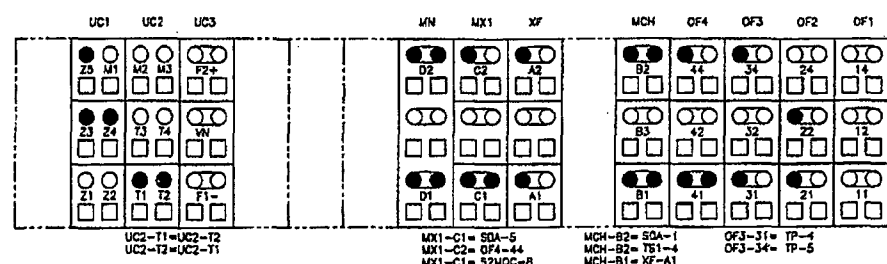 UC1 UC2 UC3 MN MX1 XF MCH OF4 OF3 OF2 OF1
Z5 M1 M2 M3 F2+ D2 C2 A2 B2 44 34 24 14
Z3 Z4 T3 T4 VN B3 42 32 22 12
Z1 Z2 T1 T2 F1- D1 C1 A1 B1 41 31 21 11
UC2-T1=UC2-T2 MX1-C1= SDA-5 MCH-B2= SDA-1 OF3-31= TP-4
UC2-T2=UC2-T1 MX1-C2= OF4-44 MCH-B2= TS1-4 OF3-34= TP-5
MX1-C1= MCH-B1= XF-A1